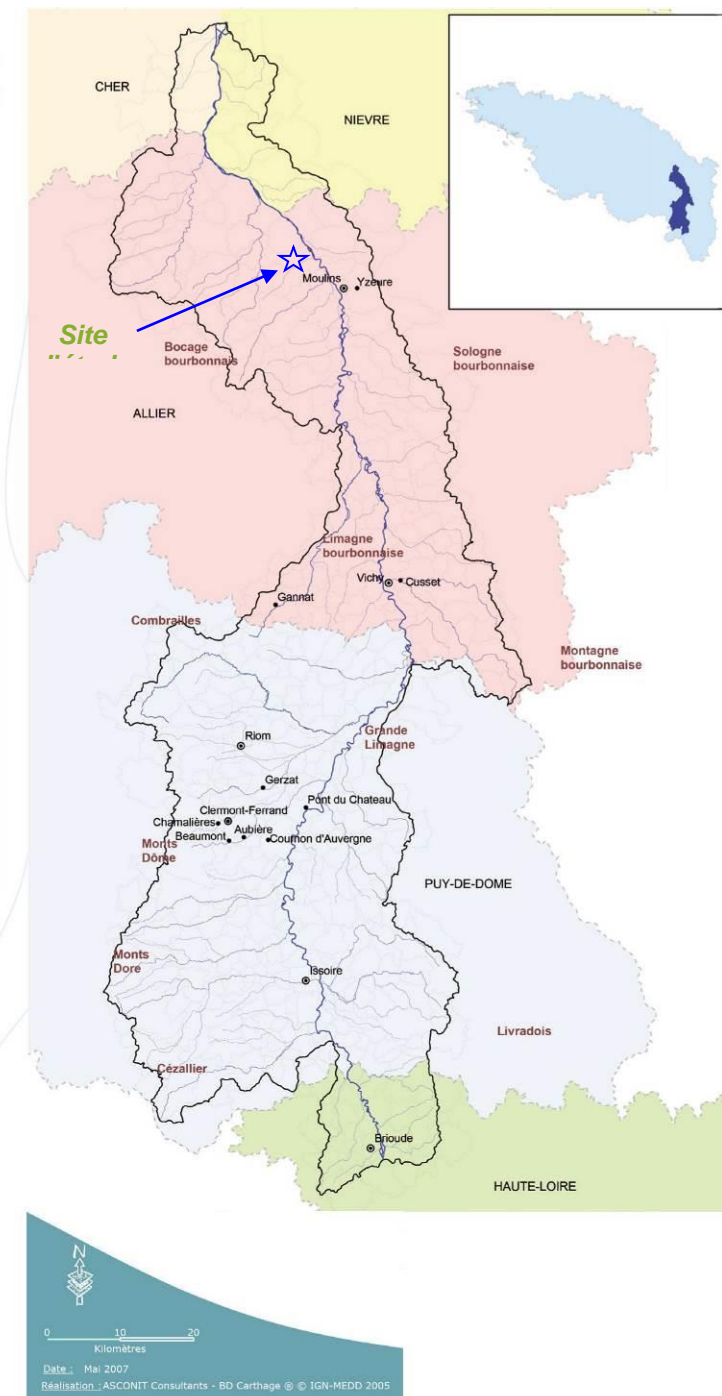 CHER
NIEVRE
Moulins
Yzeure
Site
Bocage
bourbonnais
Sologne
bourbonnaise
ALLIER
Limagne
bourbonnaise
Vichy
Cusset
Gannat
Combrailles
Montagne
bourbonnaise
Grande
Limagne
Riom
Gerzat
Pont du Chateau
Clermont-Ferrand
Chamalières
Aubière
Beaumont
Cournon d'Auvergne
Monts
Dôme
PUY-DE-DOME
Monts
Dore
Issoire
Livradois
Cézallier
Brioude
HAUTE-LOIRE
N
0 10 20
Kilomètres
Date : Mai 2007
Réalisation : ASCONIT Consultants - BD Carthage ® © IGN-MEDD 2005